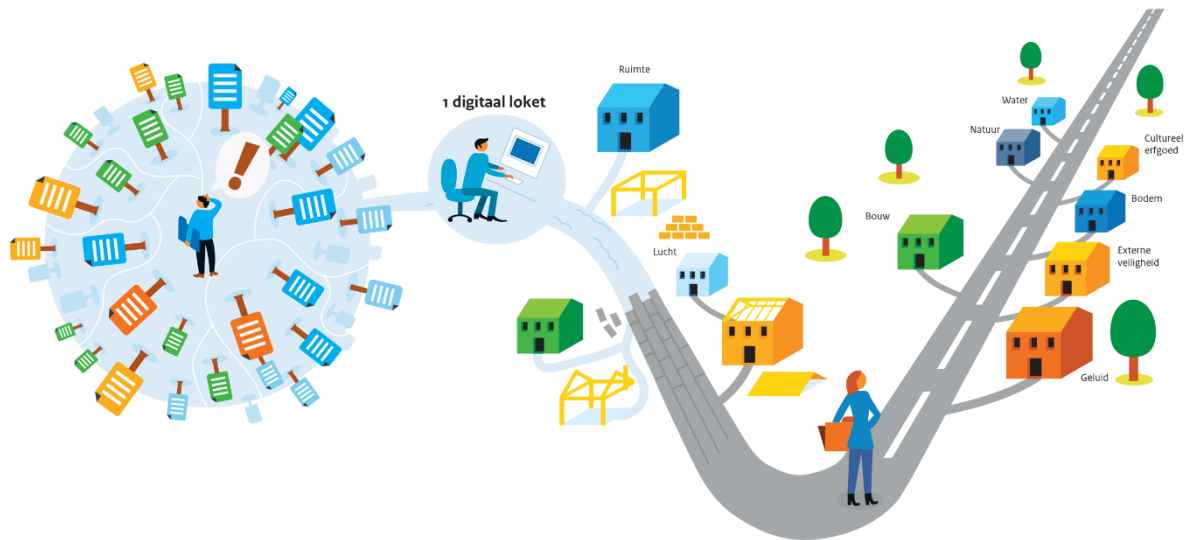 1 digitaal loket
Ruimte
Lucht
Bouw
Water
Natuur
Cultureel
erfgoed
Bodem
Externe
veiligheid
Geluid